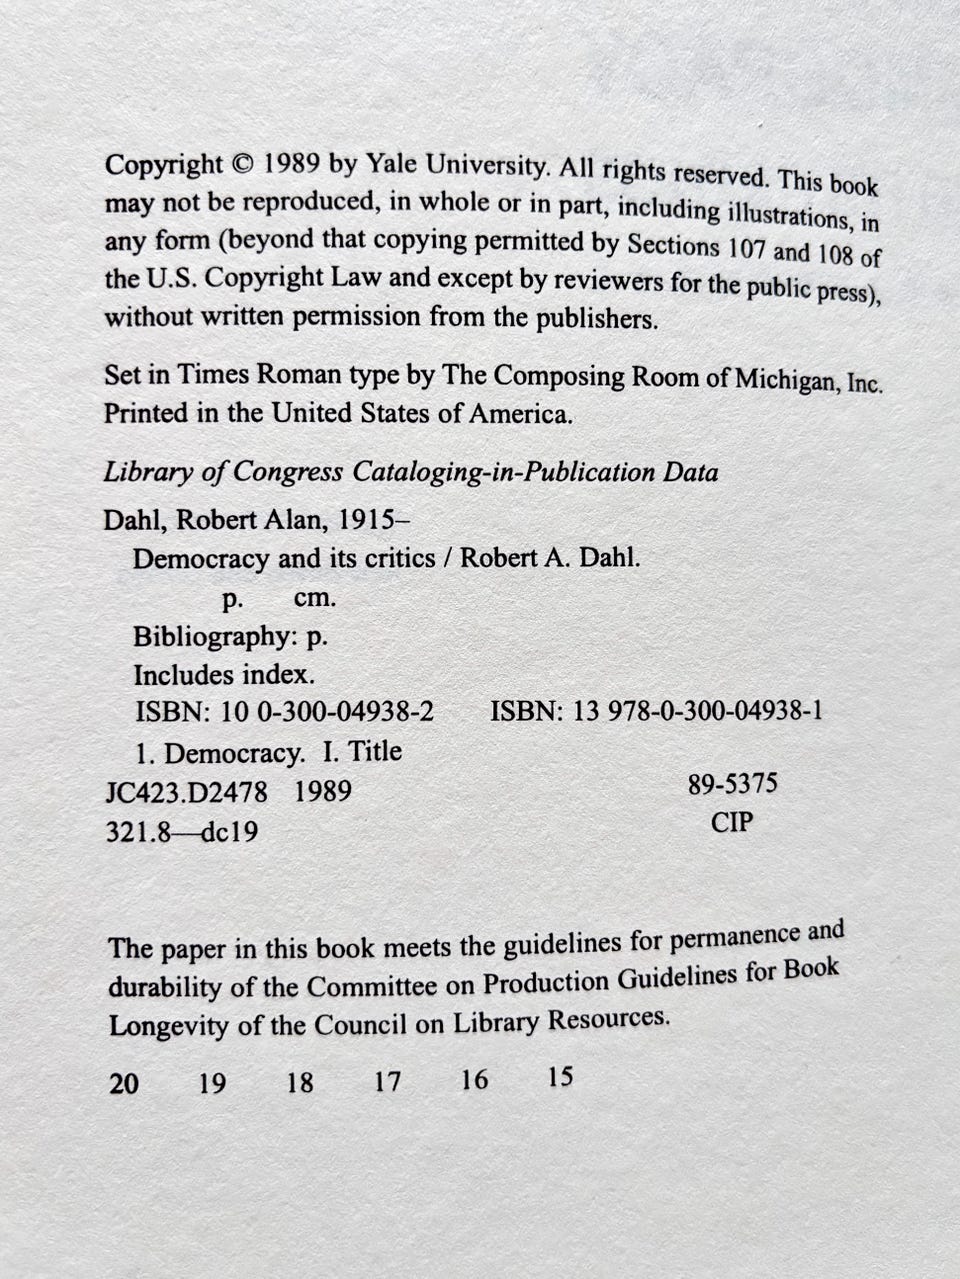 Copyright © 1989 by Yale University. All rights reserved. This book
may not be reproduced, in whole or in part, including illustrations, in
any form (beyond that copying permitted by Sections 107 and 108 of
the U.S. Copyright Law and except by reviewers for the public press),
without written permission from the publishers.
Set in Times Roman type by The Composing Room of Michigan, Inc.
Printed in the United States of America.
Library of Congress Cataloging-in-Publication Data
Dahl, Robert Alan, 1915–
Democracy and its critics / Robert A. Dahl.
p. cm.
Bibliography: p.
Includes index.
ISBN: 10 0-300-04938-2 ISBN: 13 978-0-300-04938-1
1. Democracy. I. Title
JC423.D2478 1989 89-5375
321.8—dc19 CIP
The paper in this book meets the guidelines for permanence and
durability of the Committee on Production Guidelines for Book
Longevity of the Council on Library Resources.
20 19 18 17 16 15